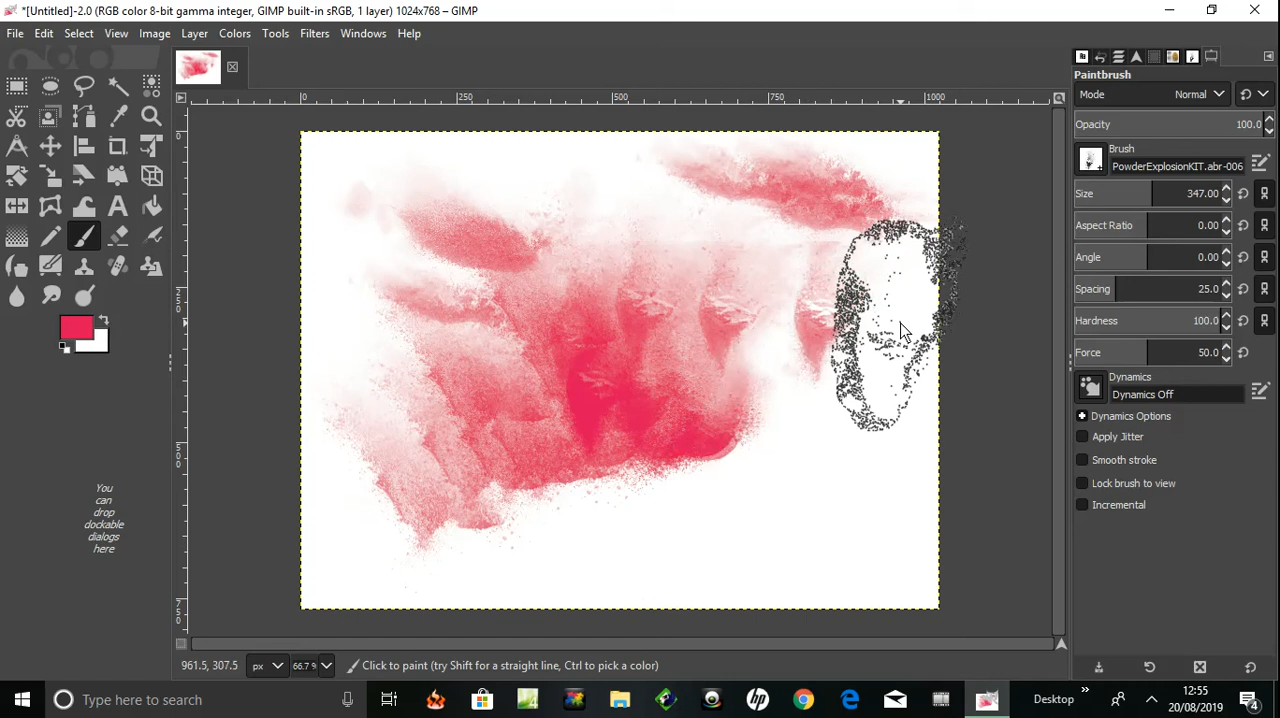 *[Untitled]-2.0 (RGB color 8-bit gamma integer, GIMP built-in sRGB, 1 layer) 1024x768 – GIMP
File Edit Select View Image Layer Colors Tools Filters Windows Help
0 250 500 750 1000
0
250
500
750
You
can
drop
dockable
dialogs
here
961.5, 307.5 px 66.7 % Click to paint (try Shift for a straight line, Ctrl to pick a color)
Paintbrush
Mode Normal
Opacity 100.0
Brush
PowderExplosionKIT.abr-006
Size 347.00
Aspect Ratio 0.00
Angle 0.00
Spacing 25.0
Hardness 100.0
Force 50.0
Dynamics
Dynamics Off
Dynamics Options
Apply Jitter
Smooth stroke
Lock brush to view
Incremental
Type here to search
Desktop
2:55
20/08/2019
4